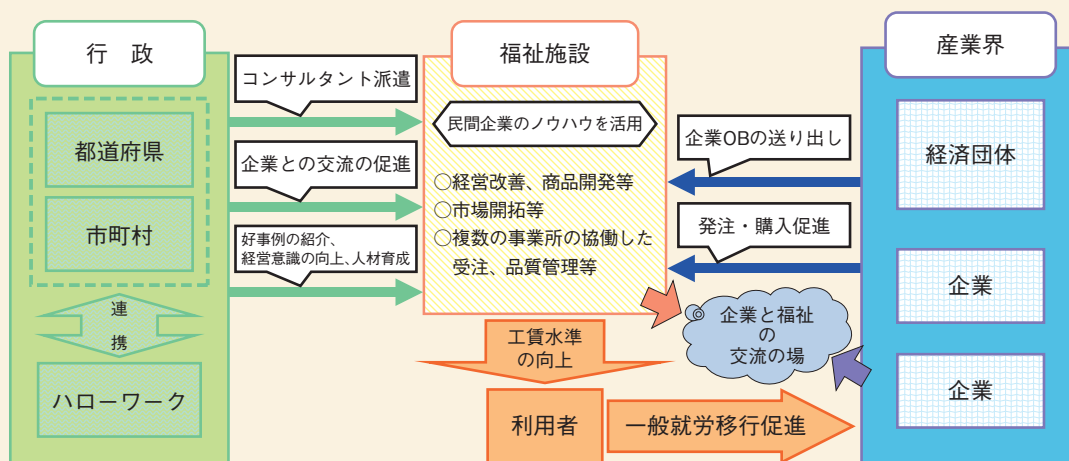 行　政
都道府県
市町村
連
携
ハローワーク
コンサルタント派遣
企業との交流の促進
好事例の紹介、
経営意識の向上、人材育成
福祉施設
民間企業のノウハウを活用
○経営改善、商品開発等
○市場開拓等
○複数の事業所の協働した
受注、品質管理等
工賃水準
の向上
利用者
一般就労移行促進
企業OBの送り出し
発注・購入促進
企業と福祉
の
交流の場
産業界
経済団体
企業
企業